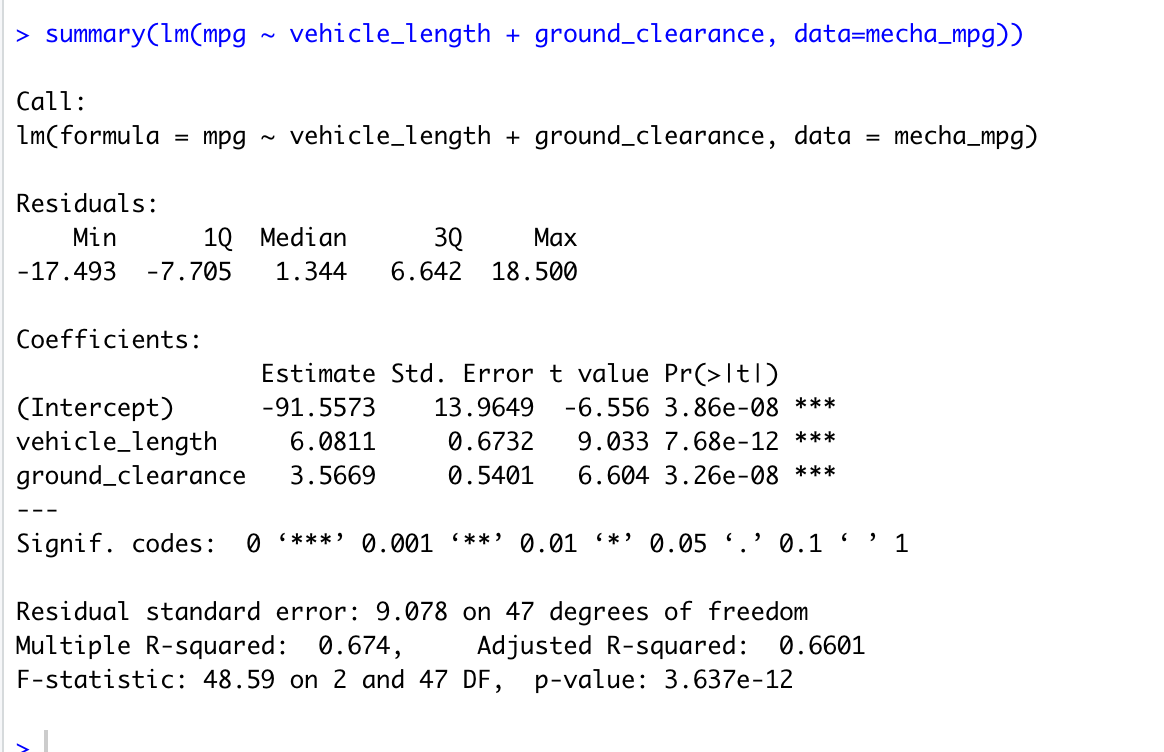 > summary(lm(mpg ~ vehicle_length + ground_clearance, data=mecha_mpg))
Call:
lm(formula = mpg ~ vehicle_length + ground_clearance, data = mecha_mpg)
Residuals:
    Min      1Q  Median      3Q     Max
-17.493  -7.705   1.344   6.642  18.500
Coefficients:
                 Estimate Std. Error t value Pr(>|t|)
(Intercept)      -91.5573    13.9649  -6.556 3.86e-08 ***
vehicle_length     6.0811     0.6732   9.033 7.68e-12 ***
ground_clearance   3.5669     0.5401   6.604 3.26e-08 ***
---
Signif. codes:  0 ‘***’ 0.001 ‘**’ 0.01 ‘*’ 0.05 ‘.’ 0.1 ‘ ’ 1
Residual standard error: 9.078 on 47 degrees of freedom
Multiple R-squared:  0.674,     Adjusted R-squared:  0.6601
F-statistic: 48.59 on 2 and 47 DF,  p-value: 3.637e-12
>